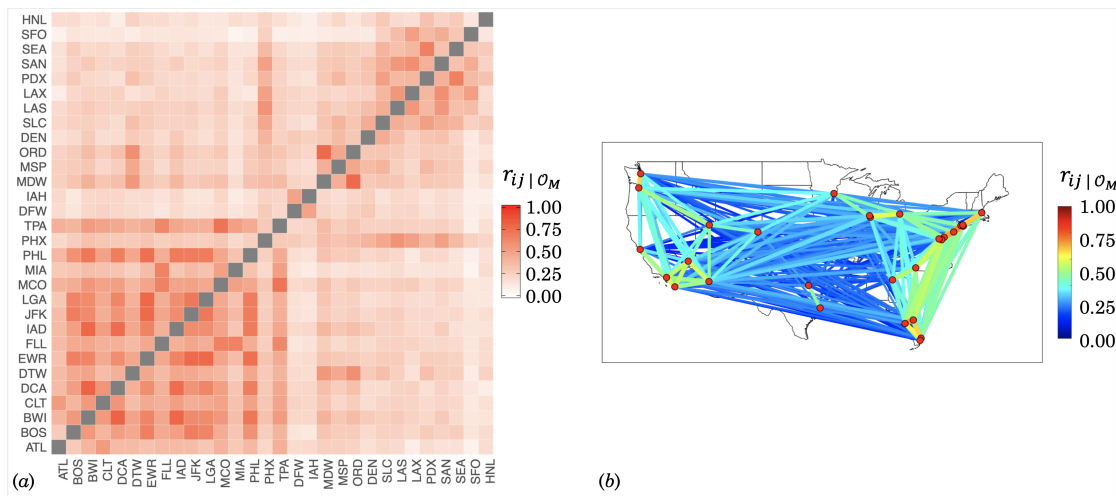 HNL
SFO
SEA
SAN
PDX
LAX
LAS
SLC
DEN
ORD
MSP
MDW
IAH
DFW
TPA
PHX
PHL
MIA
MCO
LGA
JFK
IAD
FLL
EWR
DTW
DCA
CLT
BWI
BOS
ATL
ATL BOS BWI CLT DCA DTW EWR FLL IAD JFK LGA MCO MIA PHL PHX TPA DFW IAH MDW MSP ORD DEN SLC LAS LAX PDX SAN SEA SFO HNL
(a)
r_{ij | O_M}
1.00
0.75
0.50
0.25
0.00
(b)
r_{ij | O_M}
1.00
0.75
0.50
0.25
0.00